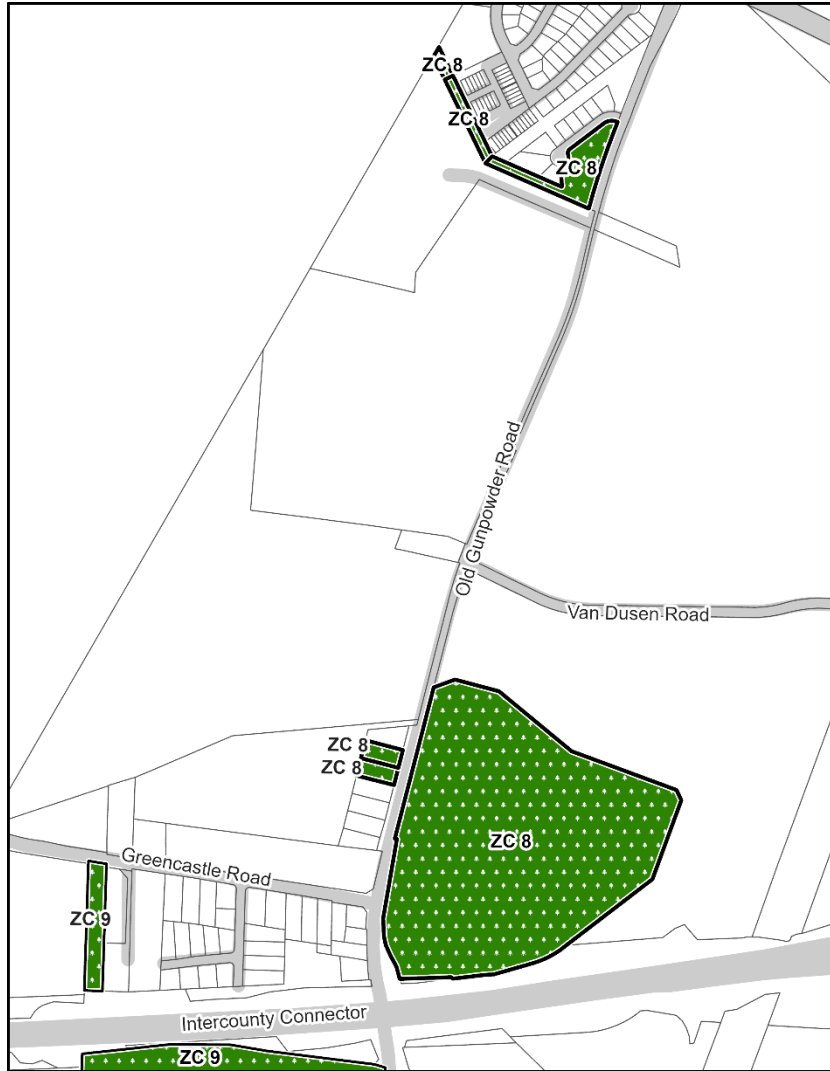 ZC 8
ZC 8
ZC 8
Old Gunpowder Road
Van Dusen Road
ZC 8
ZC 8
ZC 8
Greencastle Road
ZC 9
Intercounty Connector
ZC 9